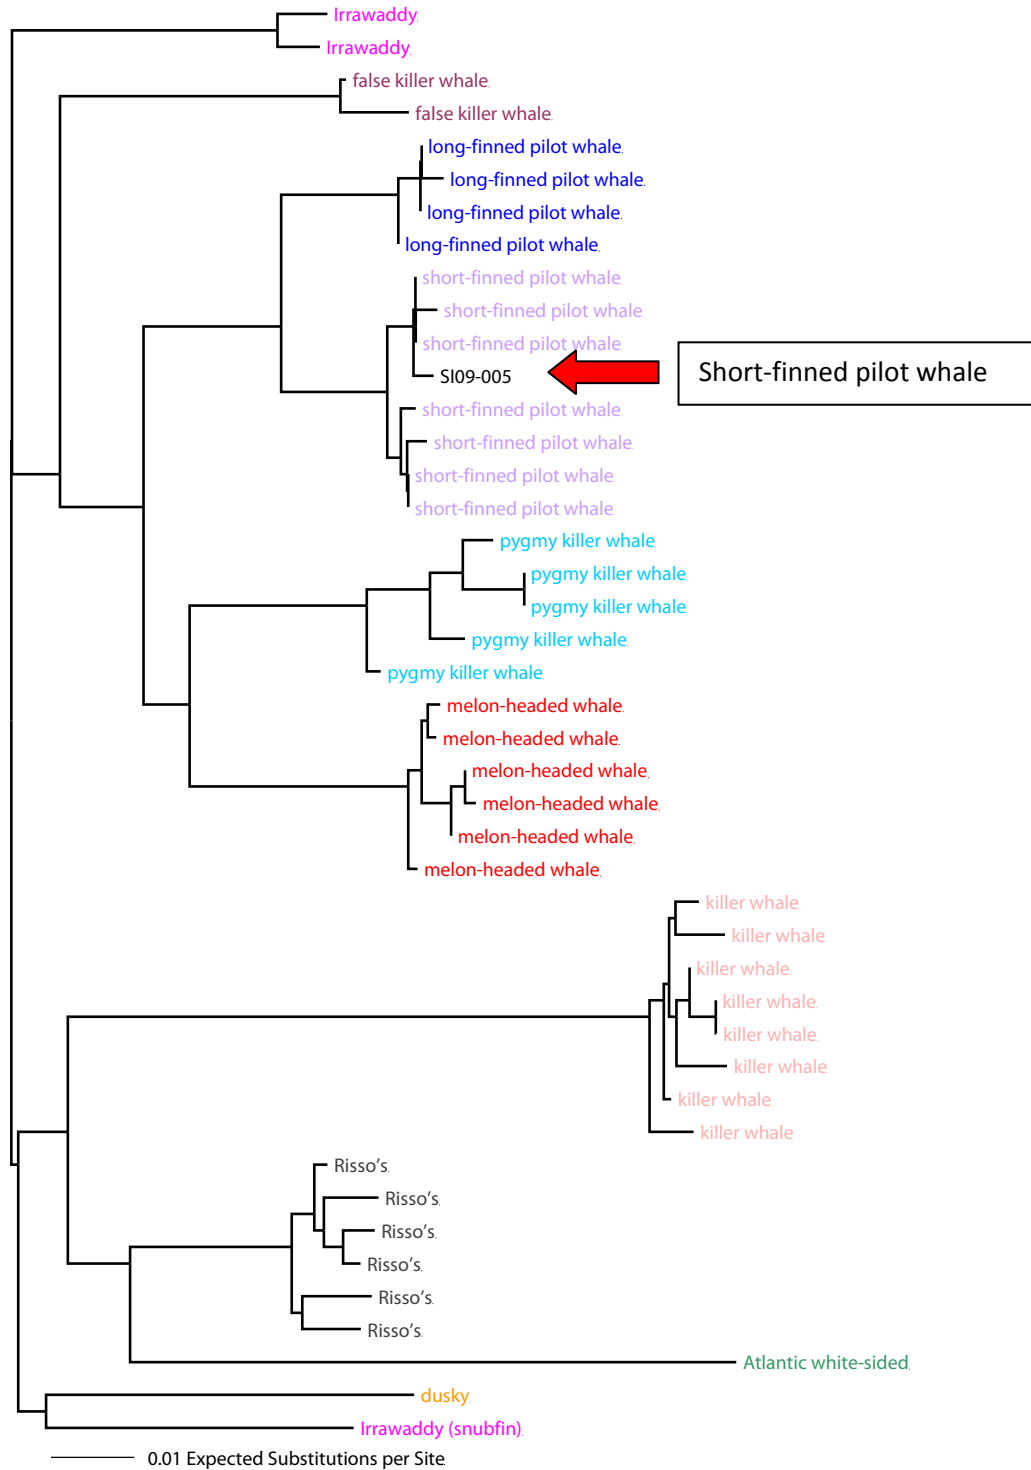 Irrawaddy.
Irrawaddy.
false killer whale.
false killer whale.
long-finned pilot whale.
long-finned pilot whale.
long-finned pilot whale.
long-finned pilot whale.
short-finned pilot whale.
short-finned pilot whale.
short-finned pilot whale.
SI09-005
Short-finned pilot whale
short-finned pilot whale.
short-finned pilot whale.
short-finned pilot whale.
short-finned pilot whale.
pygmy killer whale.
pygmy killer whale.
pygmy killer whale.
pygmy killer whale.
pygmy killer whale.
melon-headed whale.
melon-headed whale.
melon-headed whale.
melon-headed whale.
melon-headed whale.
melon-headed whale.
killer whale.
killer whale.
killer whale.
killer whale.
killer whale.
killer whale.
killer whale.
killer whale.
Risso's.
Risso's.
Risso's.
Risso's.
Risso's.
Risso's.
Atlantic white-sided.
dusky.
Irrawaddy (snubfin).
0.01 Expected Substitutions per Site